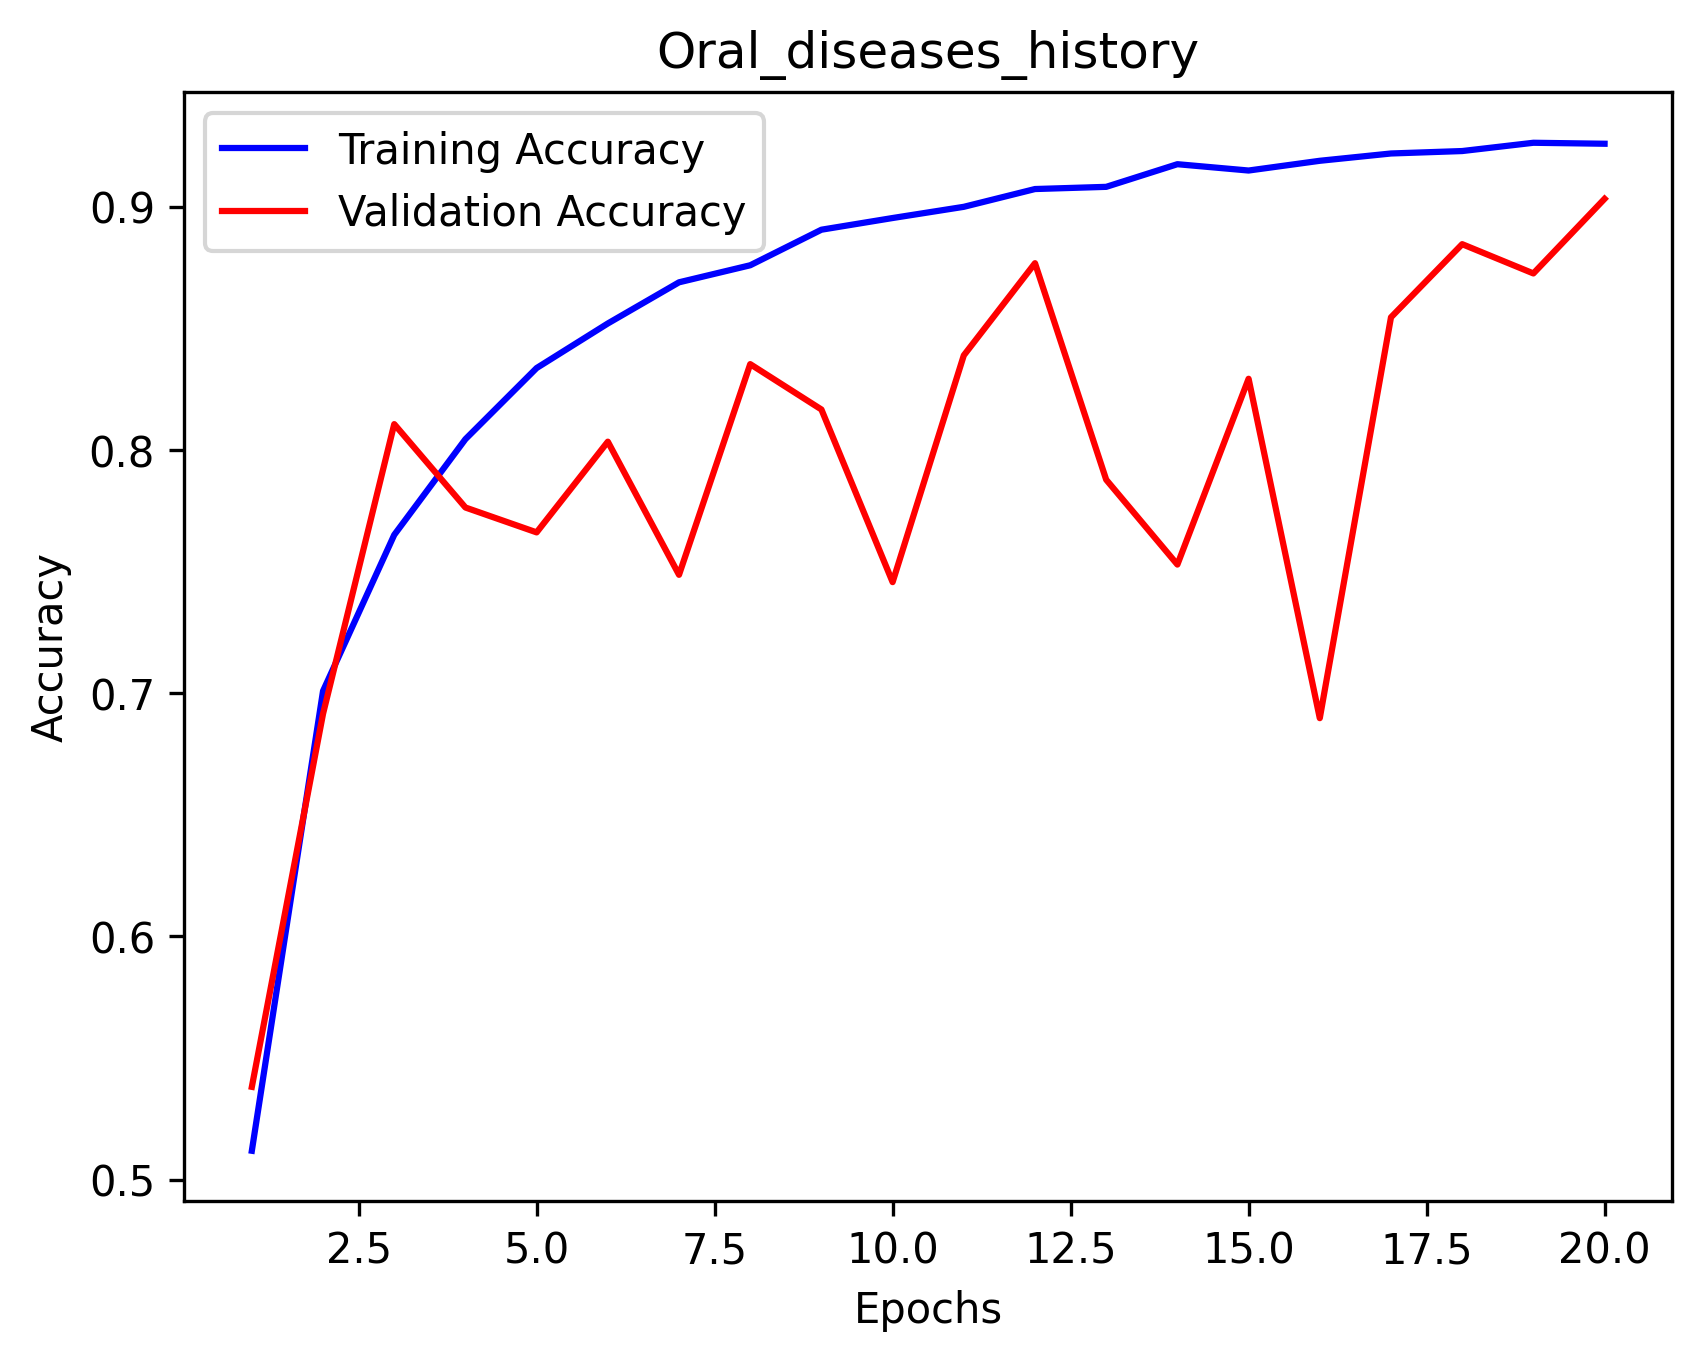 Oral_diseases_history
Training Accuracy
Validation Accuracy
Accuracy
0.9
0.8
0.7
0.6
0.5
2.5 5.0 7.5 10.0 12.5 15.0 17.5 20.0
Epochs